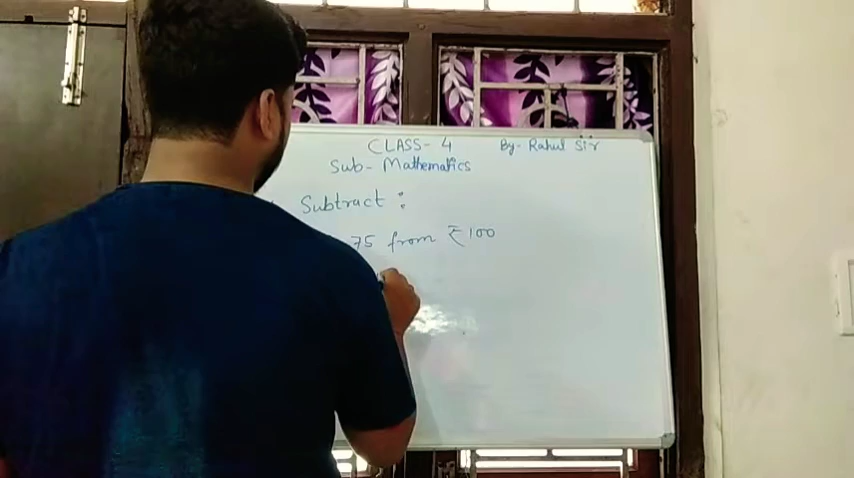 CLASS- 4 By- Rahul Sir
Sub- Mathematics
Subtract :
75 from ₹100